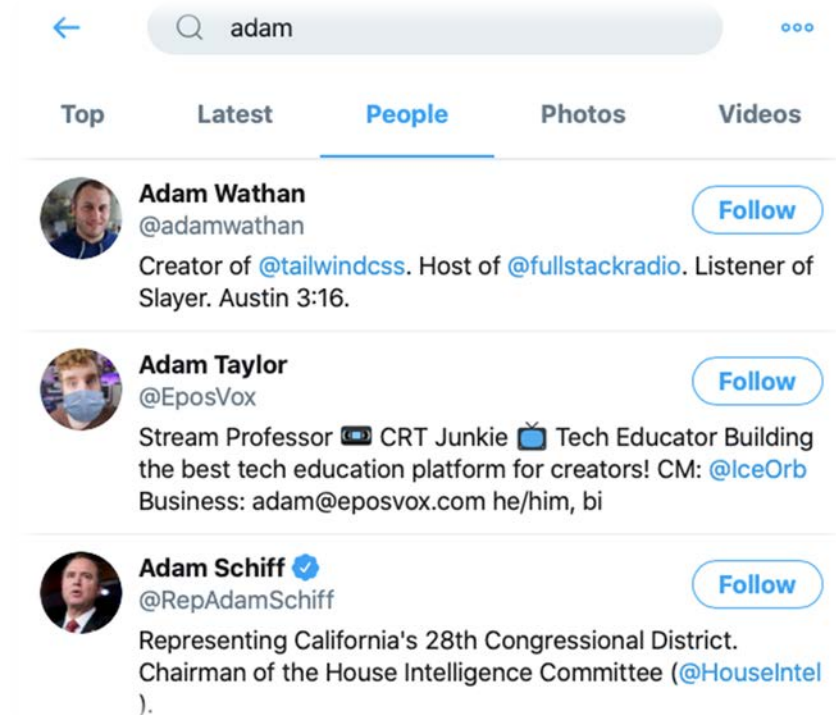 adam
Top Latest People Photos Videos
Adam Wathan
@adamwathan
Follow
Creator of @tailwindcss. Host of @fullstackradio. Listener of
Slayer. Austin 3:16.
Adam Taylor
@EposVox
Follow
Stream Professor 📼 CRT Junkie 📺 Tech Educator Building
the best tech education platform for creators! CM: @IceOrb
Business: adam@eposvox.com he/him, bi
Adam Schiff
@RepAdamSchiff
Follow
Representing California's 28th Congressional District.
Chairman of the House Intelligence Committee (@HouseIntel
).